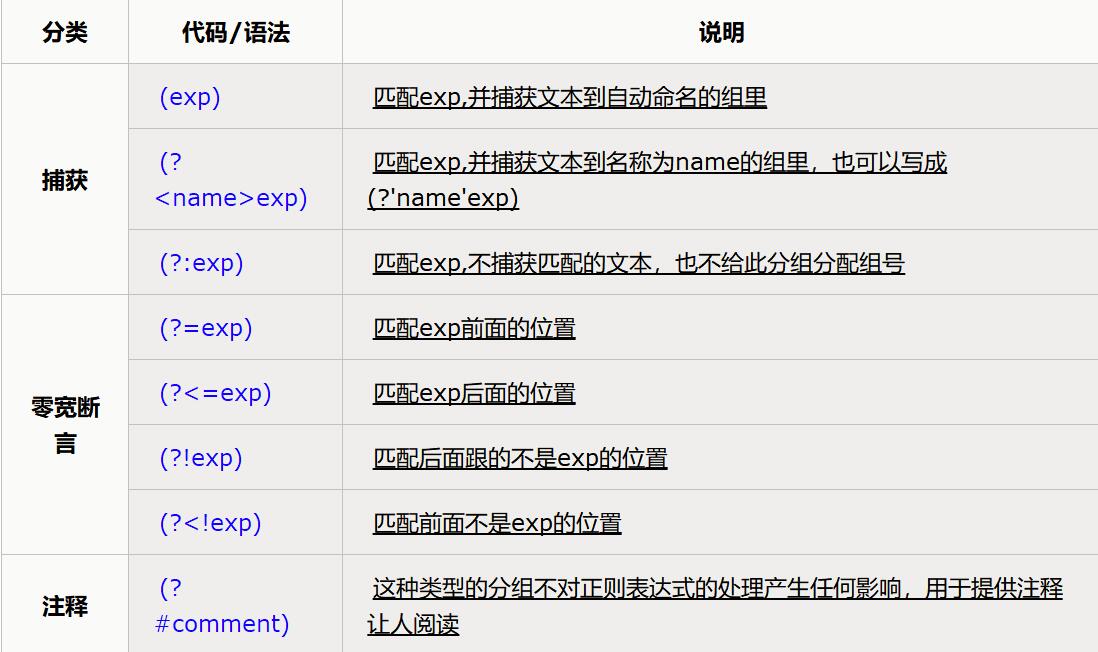 分类 代码/语法 说明
捕获
(exp) 匹配exp,并捕获文本到自动命名的组里
(? 匹配exp,并捕获文本到名称为name的组里，也可以写成
<name>exp) (?'name'exp)
(?:exp) 匹配exp,不捕获匹配的文本，也不给此分组分配组号
零宽断
言
(?=exp) 匹配exp前面的位置
(?<=exp) 匹配exp后面的位置
(?!exp) 匹配后面跟的不是exp的位置
(?<!exp) 匹配前面不是exp的位置
注释
(? 这种类型的分组不对正则表达式的处理产生任何影响，用于提供注释
#comment) 让人阅读